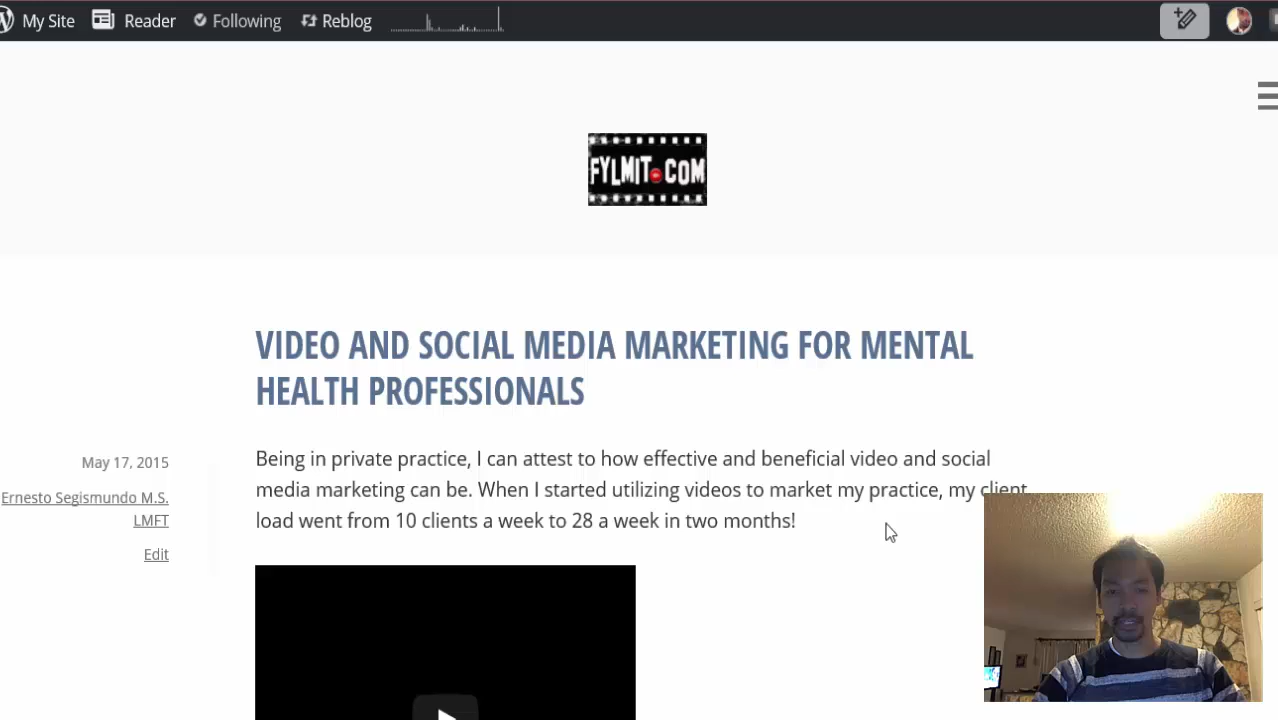 My Site Reader Following Reblog
FYLMIT.COM
VIDEO AND SOCIAL MEDIA MARKETING FOR MENTAL
HEALTH PROFESSIONALS
May 17, 2015
Ernesto Segismundo M.S.
LMFT
Edit
Being in private practice, I can attest to how effective and beneficial video and social
media marketing can be. When I started utilizing videos to market my practice, my client
load went from 10 clients a week to 28 a week in two months!